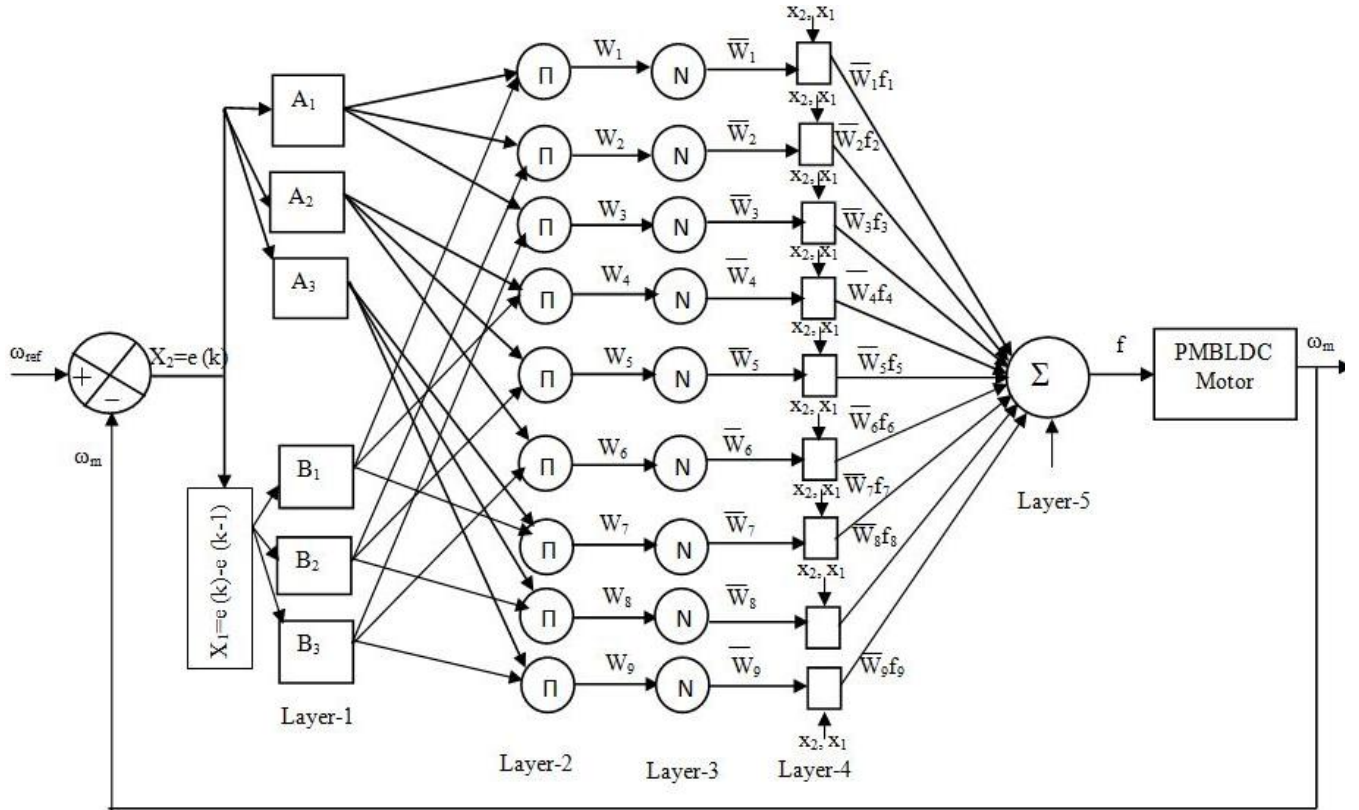 x₂, x₁
W₁
W̅₁
Π
N
W̅₁f₁
A₁
x₂, x₁
W₂
W̅₂
Π
N
W̅₂f₂
A₂
x₂, x₁
W₃
W̅₃
Π
N
W̅₃f₃
A₃
x₂, x₁
W₄
W̅₄
Π
N
W̅₄f₄
ω_ref
+
−
X₂=e (k)
x₂, x₁
W₅
W̅₅
Π
N
W̅₅f₅
Σ
f
PMBLDC
Motor
ω_m
ω_m
x₂, x₁
W₆
W̅₆
Π
N
W̅₆f₆
B₁
Layer-5
x₂, x₁
W₇
W̅₇
Π
N
W̅₇f₇
B₂
X₁=e (k)-e (k-1)
x₂, x₁
W₈
W̅₈
Π
N
W̅₈f₈
B₃
W₉
W̅₉
Π
N
W̅₉f₉
x₂, x₁
Layer-1
Layer-2
Layer-3
Layer-4